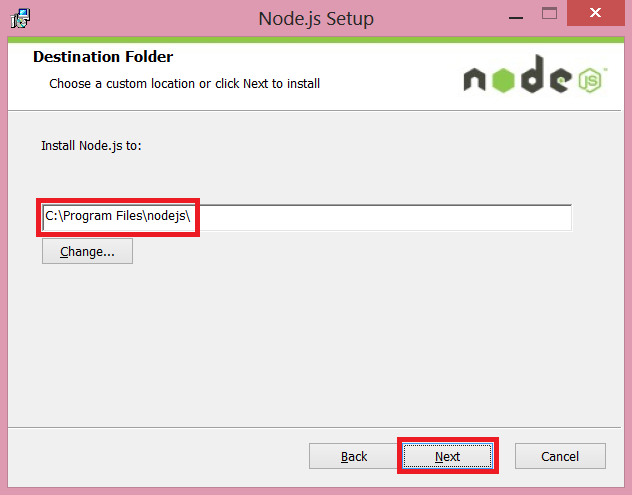 Node.js Setup
Destination Folder
Choose a custom location or click Next to install
node JS™
Install Node.js to:
C:\Program Files\nodejs\
Change...
Back
Next
Cancel